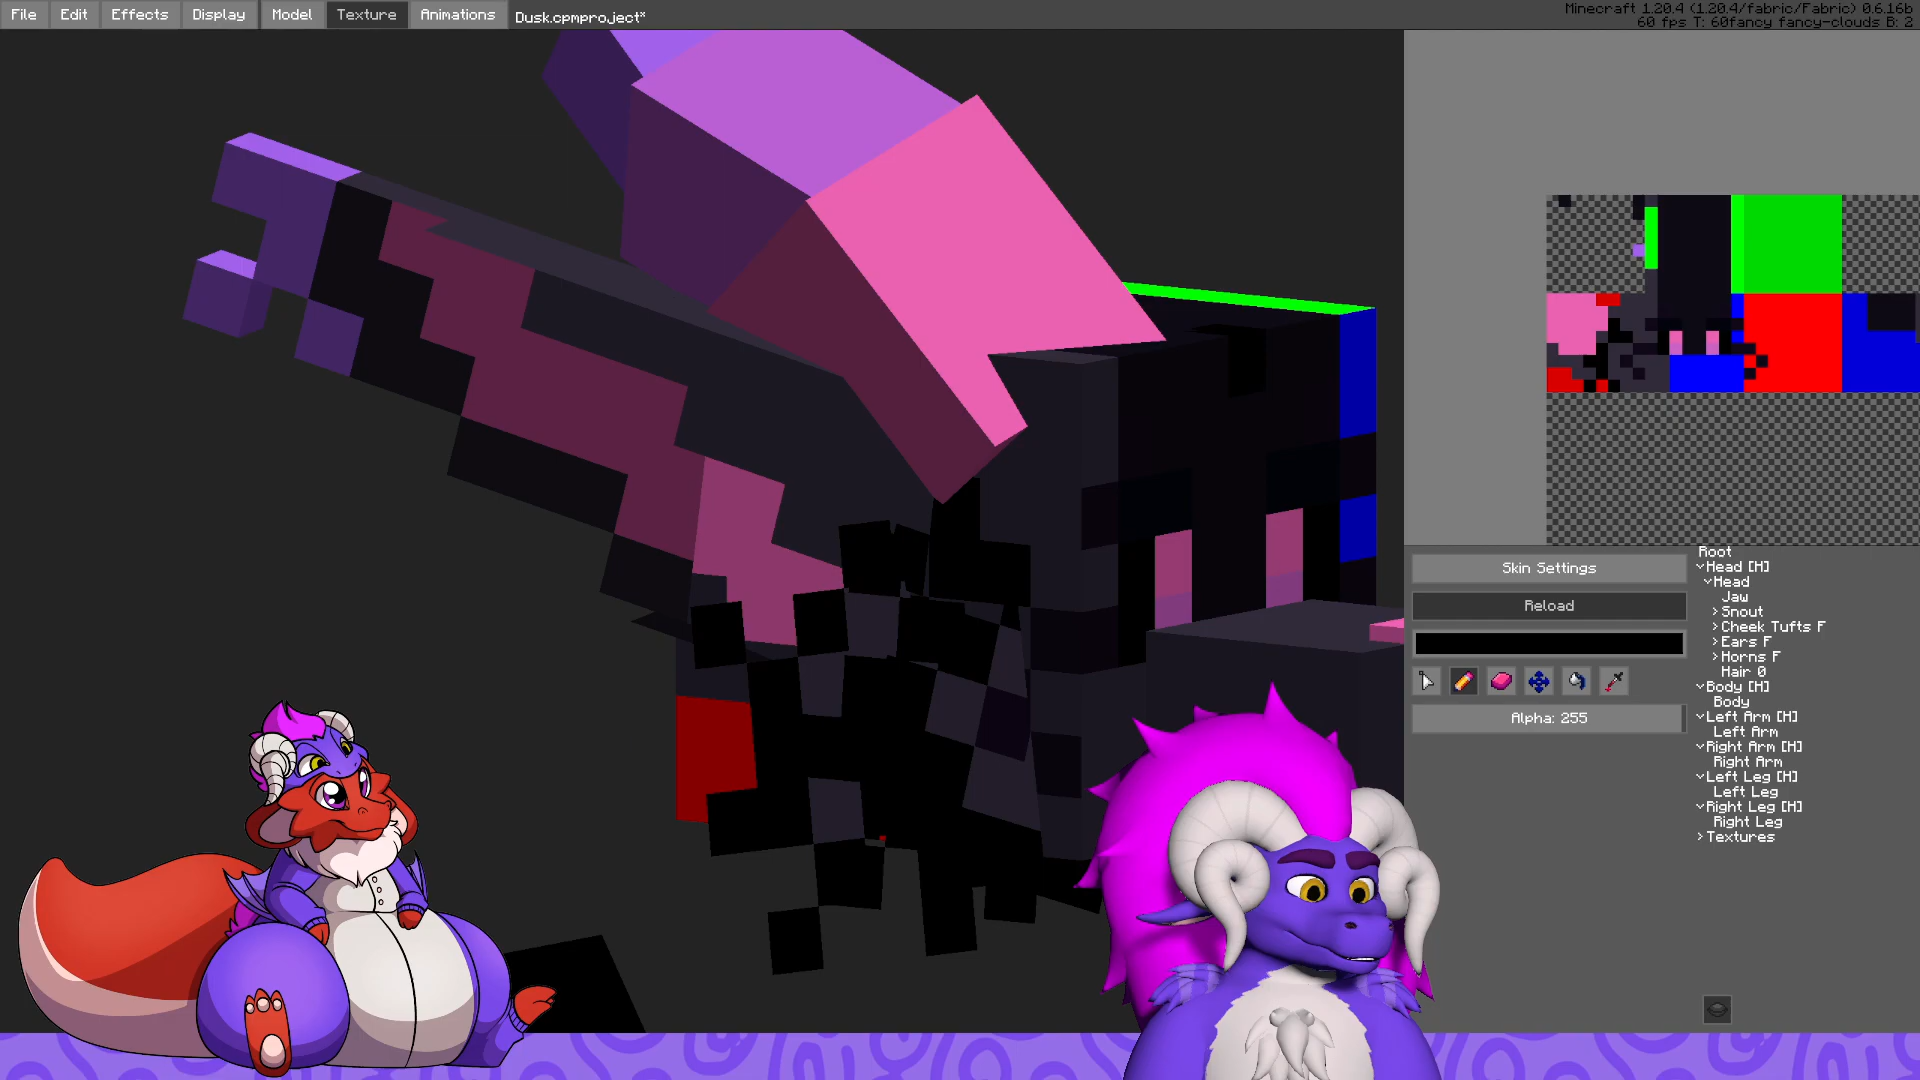 File Edit Effects Display Model Texture Animations Dusk.cpmproject*
Minecraft 1.20.4 (1.20.4/fabric/Fabric) 0.6.16b
60 fps T: 60fancy fancy-clouds B: 2
Skin Settings
Reload
Alpha: 255
Root
Head [H]
Head
Jaw
Snout
Cheek Tufts F
Ears F
Horns F
Hair 0
Body [H]
Body
Left Arm [H]
Left Arm
Right Arm [H]
Right Arm
Left Leg [H]
Left Leg
Right Leg [H]
Right Leg
Textures